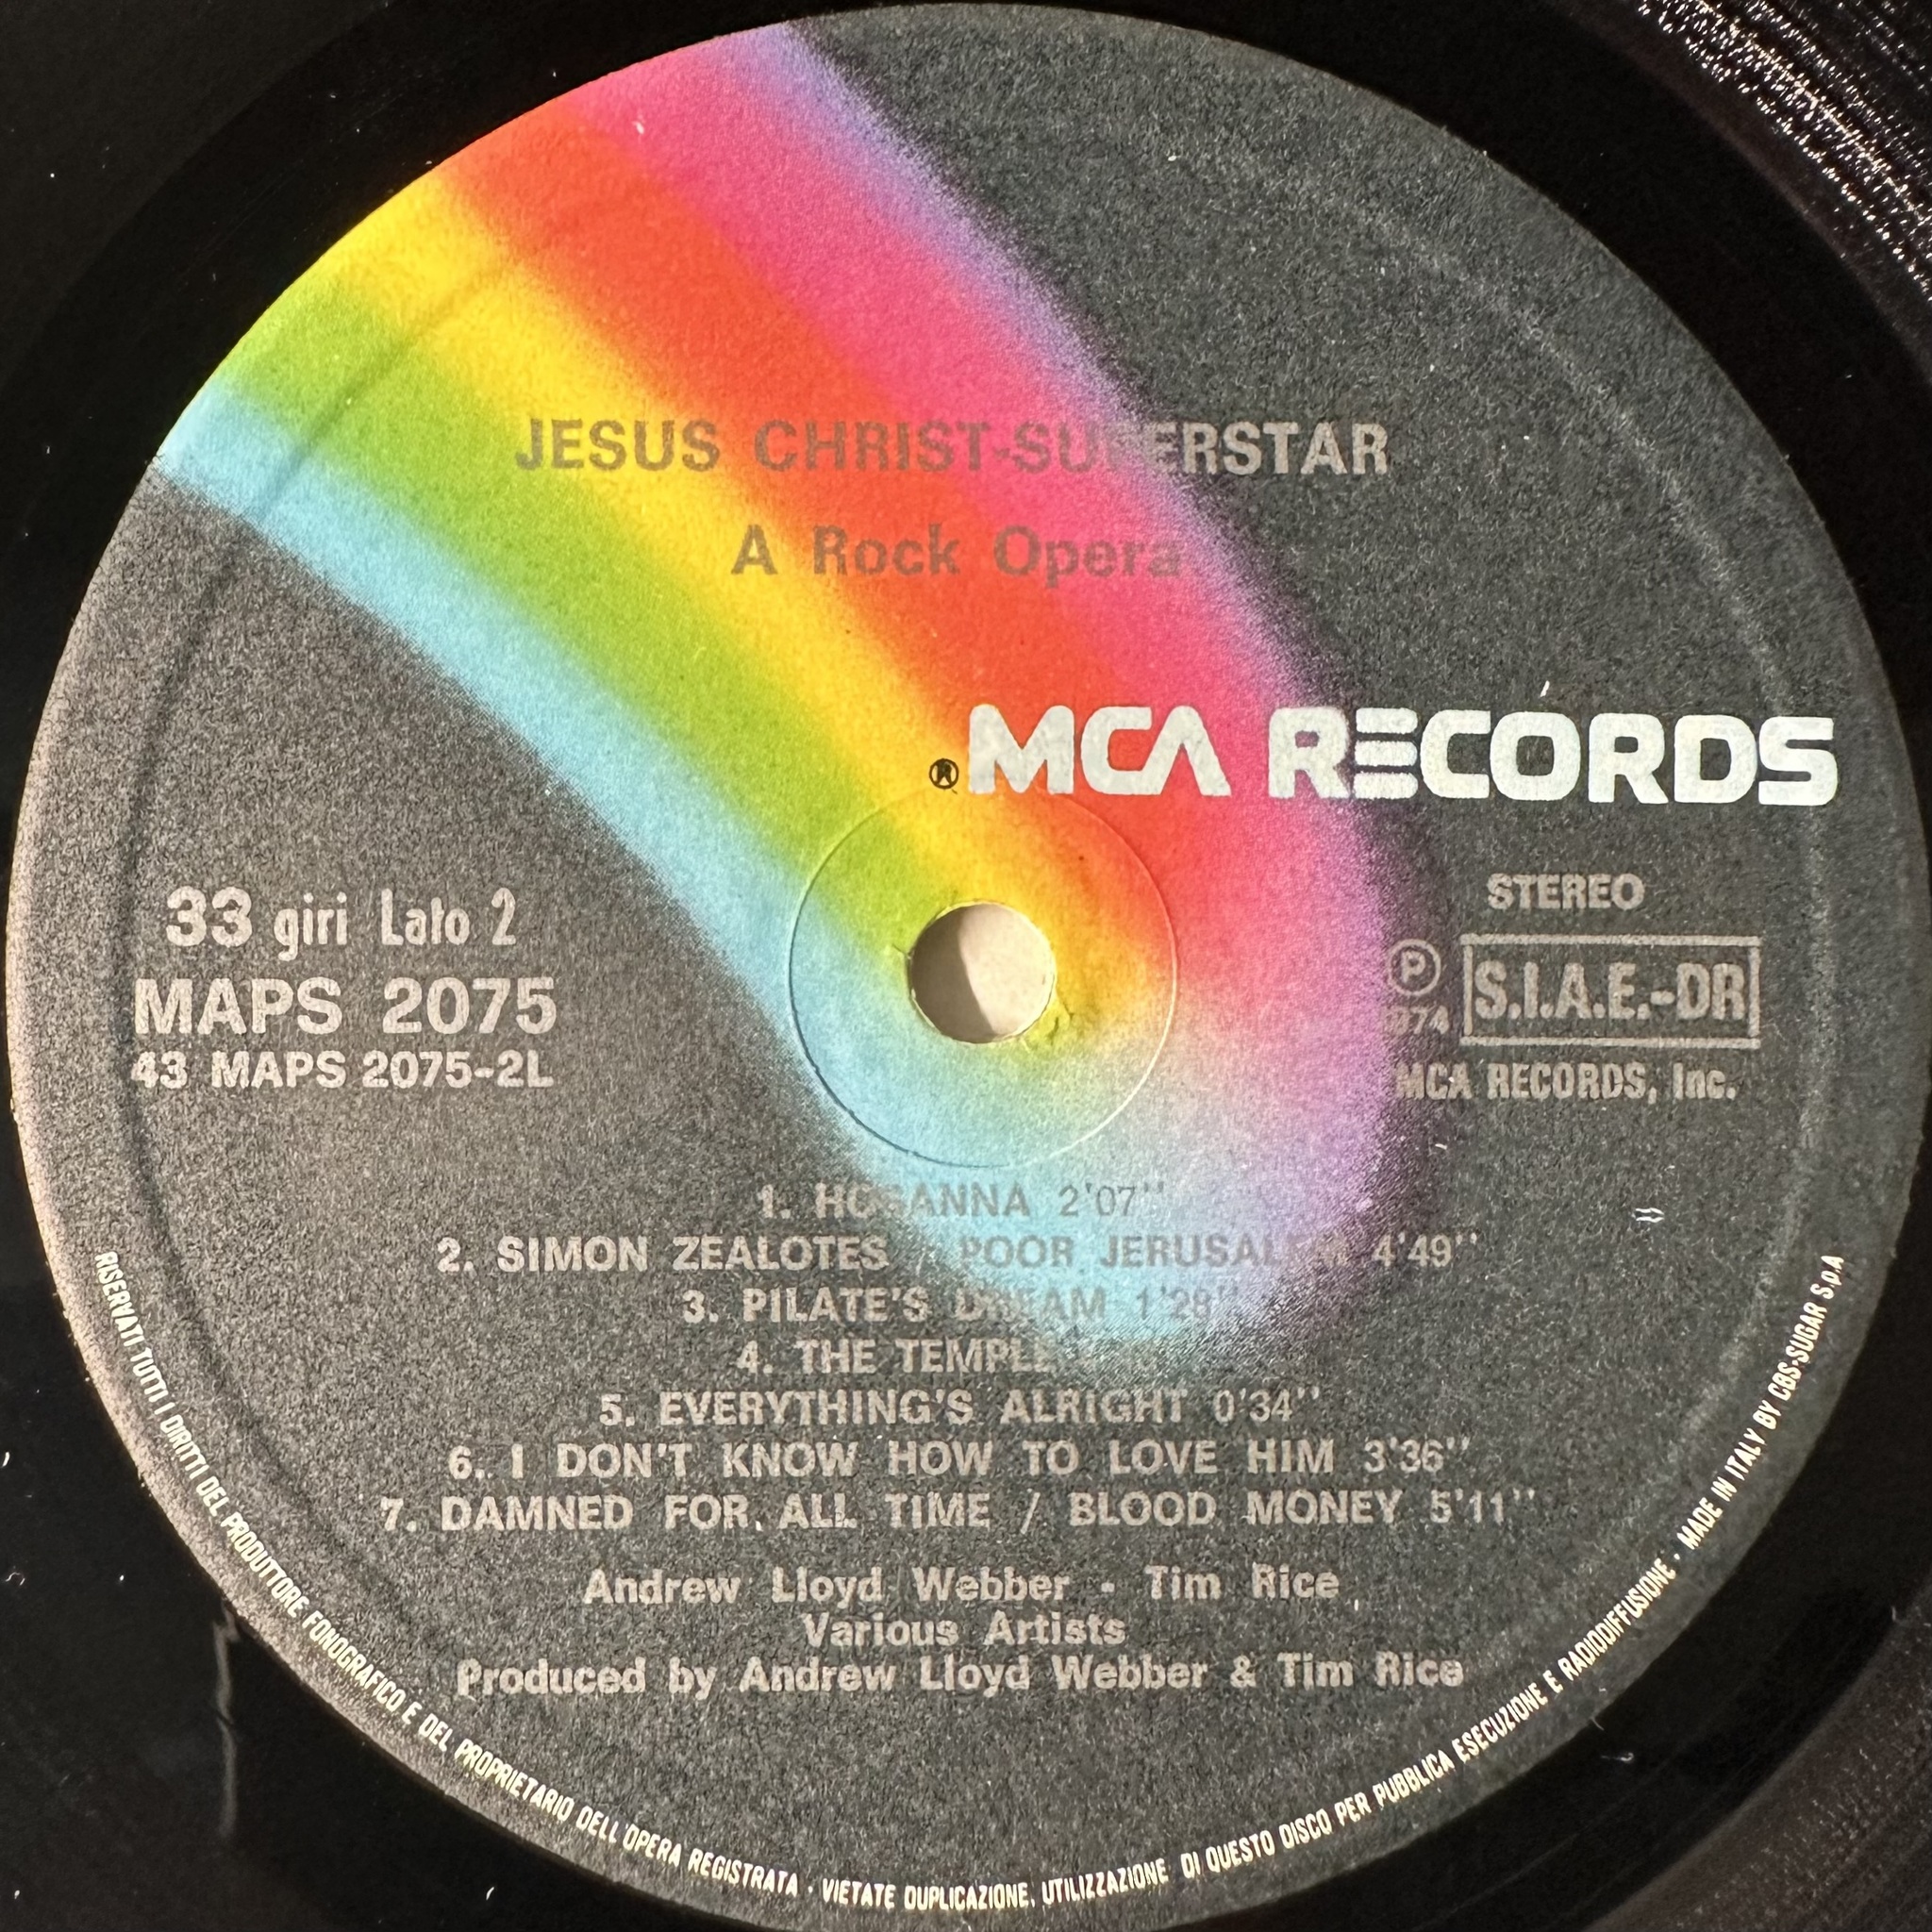 JESUS CHRIST-SUPERSTAR
A Rock Opera
® MCA RECORDS
33 giri Lato 2
MAPS 2075
43 MAPS 2075-2L
STEREO
Ⓟ S.I.A.E.-DR
974
MCA RECORDS, Inc.
1. HOSANNA 2'07''
2. SIMON ZEALOTES / POOR JERUSALEM 4'49''
3. PILATE'S DREAM 1'28''
4. THE TEMPLE
5. EVERYTHING'S ALRIGHT 0'34''
6. I DON'T KNOW HOW TO LOVE HIM 3'36''
7. DAMNED FOR ALL TIME / BLOOD MONEY 5'11''
Andrew Lloyd Webber - Tim Rice
Various Artists
Produced by Andrew Lloyd Webber & Tim Rice
RISERVATI TUTTI I DIRITTI DEL PRODUTTORE FONOGRAFICO E DEL PROPRIETARIO DELL'OPERA REGISTRATA · VIETATE DUPLICAZIONE, UTILIZZAZIONE DI QUESTO DISCO PER PUBBLICA ESECUZIONE E RADIODIFFUSIONE · MADE IN ITALY BY CBS-SUGAR S.p.A